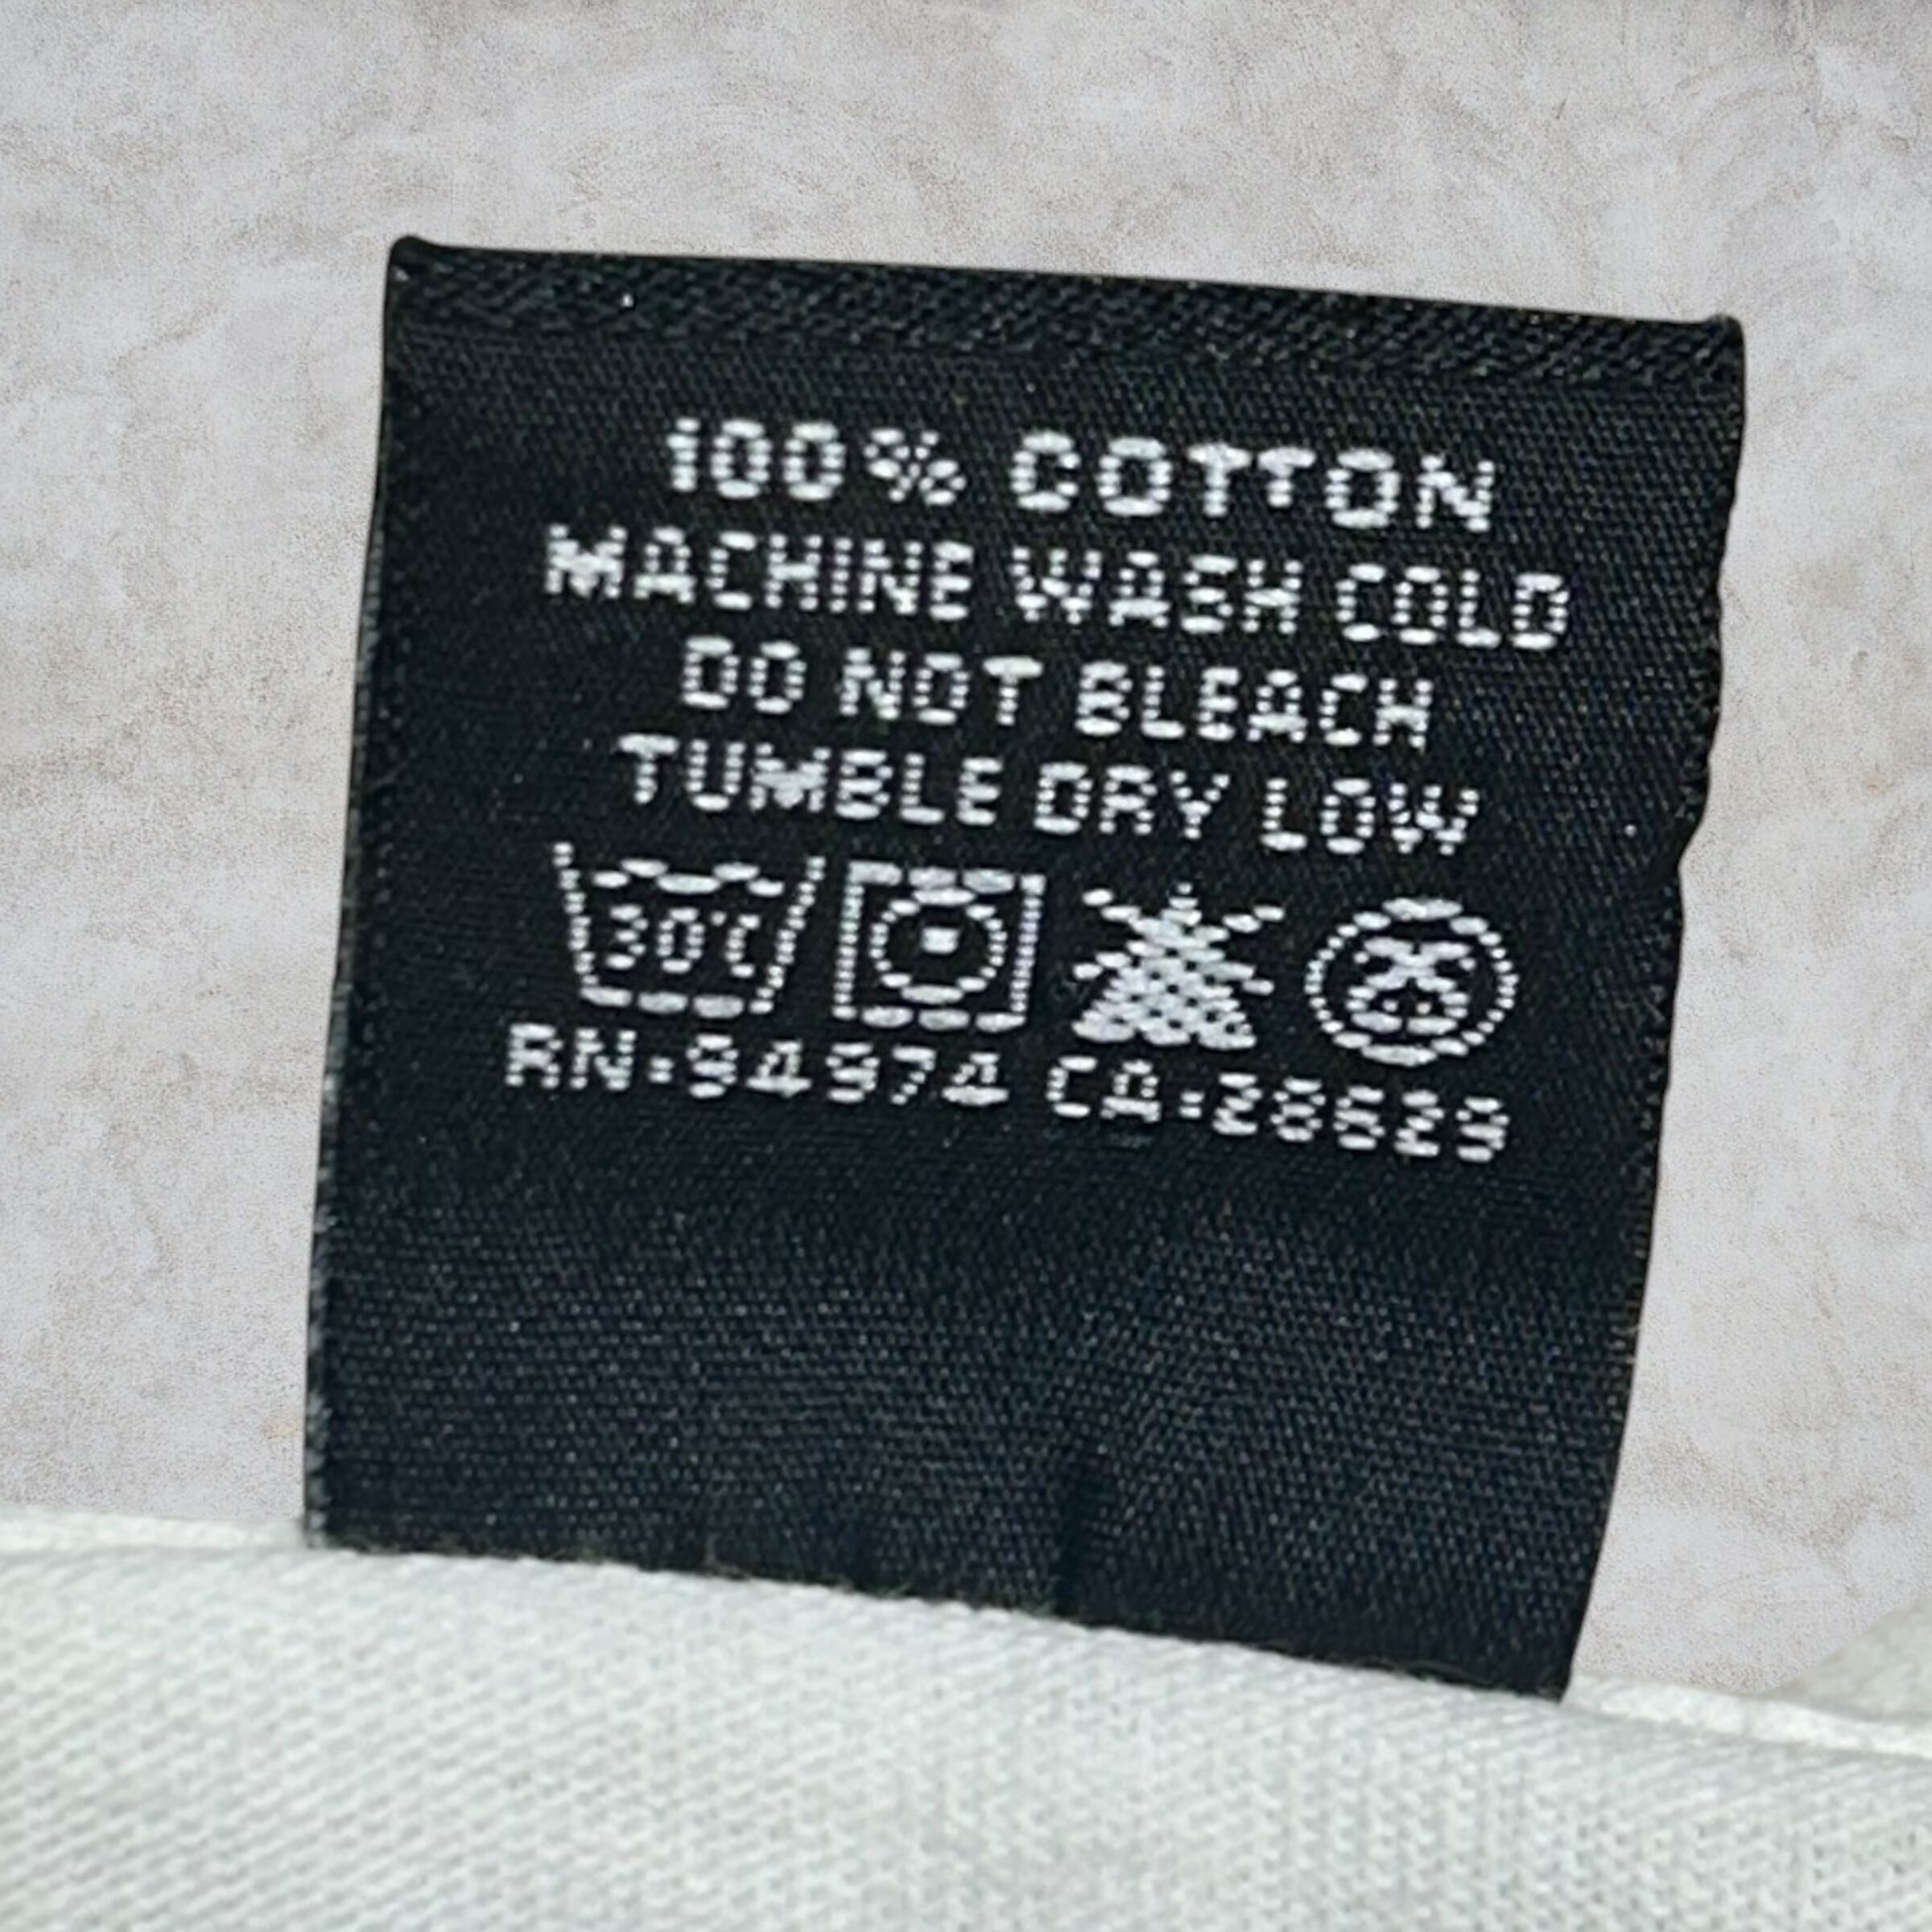 100% COTTON
MACHINE WASH COLD
DO NOT BLEACH
TUMBLE DRY LOW
30°C
RN:94974 CA:28629